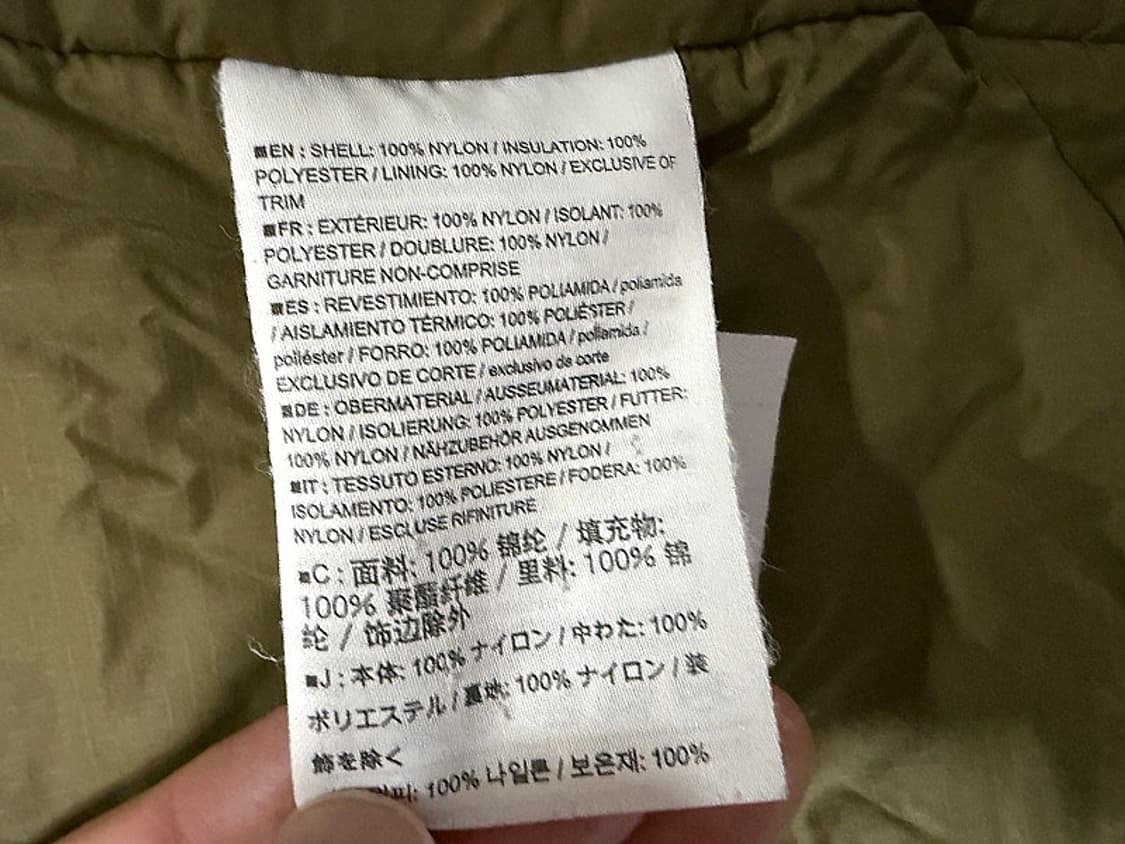 ■EN : SHELL: 100% NYLON / INSULATION: 100%
POLYESTER / LINING: 100% NYLON / EXCLUSIVE OF
TRIM
■FR : EXTÉRIEUR: 100% NYLON / ISOLANT: 100%
POLYESTER / DOUBLURE: 100% NYLON /
GARNITURE NON-COMPRISE
■ES : REVESTIMIENTO: 100% POLIAMIDA / poliamida
/ AISLAMIENTO TÉRMICO: 100% POLIÉSTER /
poliéster / FORRO: 100% POLIAMIDA / poliamida /
EXCLUSIVO DE CORTE / exclusivo de corte
■DE : OBERMATERIAL / AUSSEUMATERIAL: 100%
NYLON / ISOLIERUNG: 100% POLYESTER / FUTTER:
100% NYLON / NÄHZUBEHÖR AUSGENOMMEN
■IT : TESSUTO ESTERNO: 100% NYLON /
ISOLAMENTO: 100% POLIESTERE / FODERA: 100%
NYLON / ESCLUSE RIFINITURE
■C : 面料: 100% 锦纶 / 填充物:
100% 聚酯纤维 / 里料: 100% 锦
纶 / 饰边除外
■J : 本体: 100% ナイロン / 中わた: 100%
ポリエステル / 裏地: 100% ナイロン / 装
飾を除く
100% 나일론 / 보온재: 100%